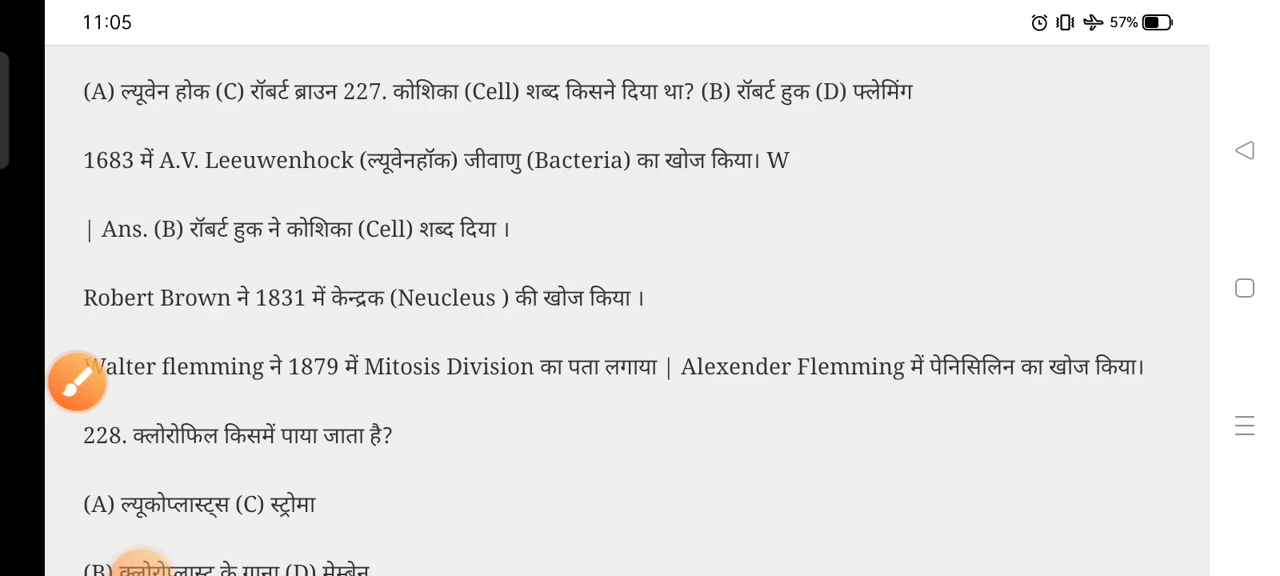 11:05
57%
(A) ल्यूवेन होक (C) रॉबर्ट ब्राउन 227. कोशिका (Cell) शब्द किसने दिया था? (B) रॉबर्ट हुक (D) फ्लेमिंग
1683 में A.V. Leeuwenhock (ल्यूवेनहॉक) जीवाणु (Bacteria) का खोज किया। W
| Ans. (B) रॉबर्ट हुक ने कोशिका (Cell) शब्द दिया ।
Robert Brown ने 1831 में केन्द्रक (Neucleus ) की खोज किया ।
Walter flemming ने 1879 में Mitosis Division का पता लगाया | Alexender Flemming में पेनिसिलिन का खोज किया।
228. क्लोरोफिल किसमें पाया जाता है?
(A) ल्यूकोप्लास्ट्स (C) स्ट्रोमा
(B) क्लोरोप्लास्ट के ग्राना (D) मेम्ब्रेन